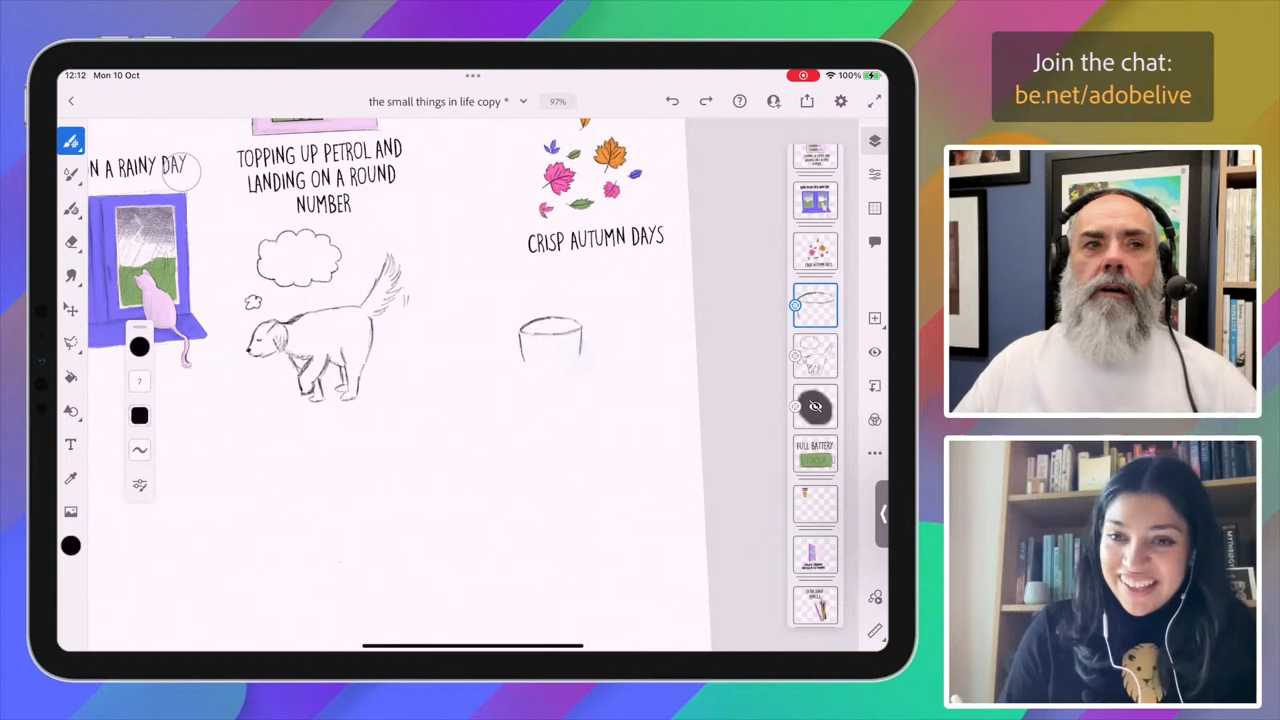 Join the chat:
be.net/adobelive
12:12 Mon 10 Oct
100%
the small things in life copy *
97%
N A RAINY DAY
TOPPING UP PETROL AND
LANDING ON A ROUND
NUMBER
CRISP AUTUMN DAYS
7
T
FULL BATTERY